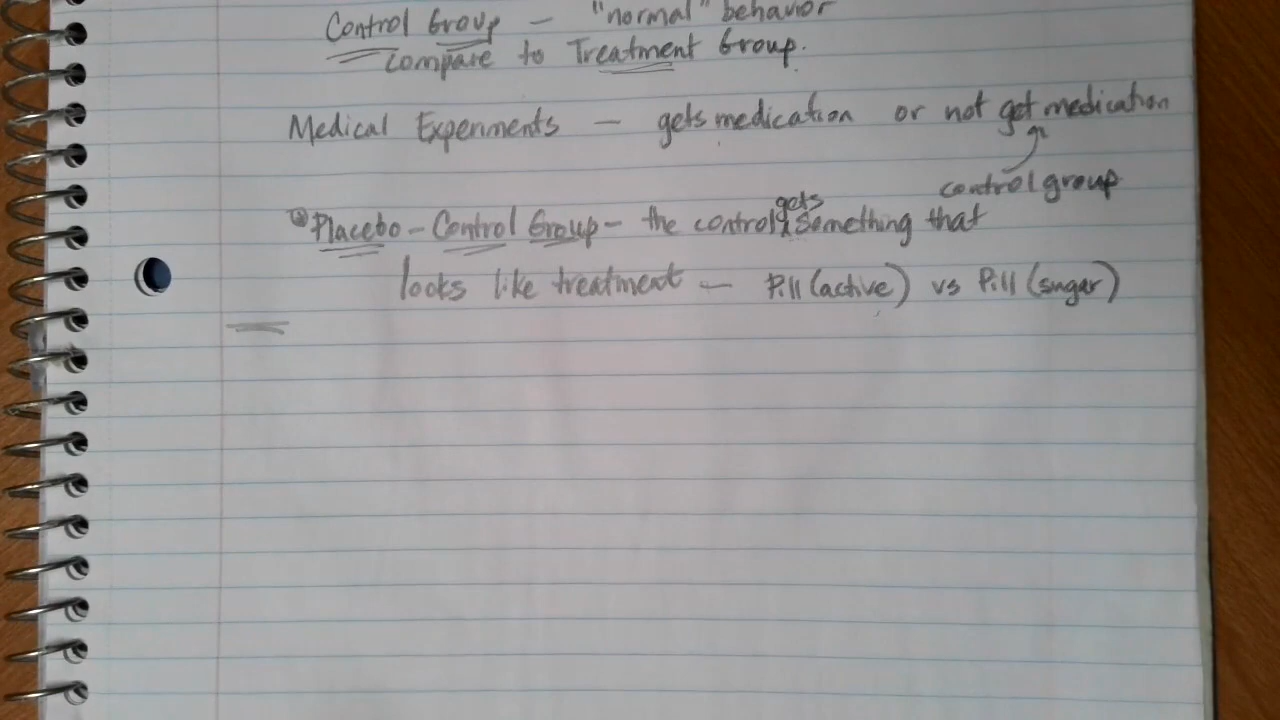 Control Group — "normal" behavior
compare to Treatment Group.
Medical Experiments — gets medication or not get medication
control group
Placebo - Control Group - the control gets something that
looks like treatment — Pill (active) vs Pill (sugar)